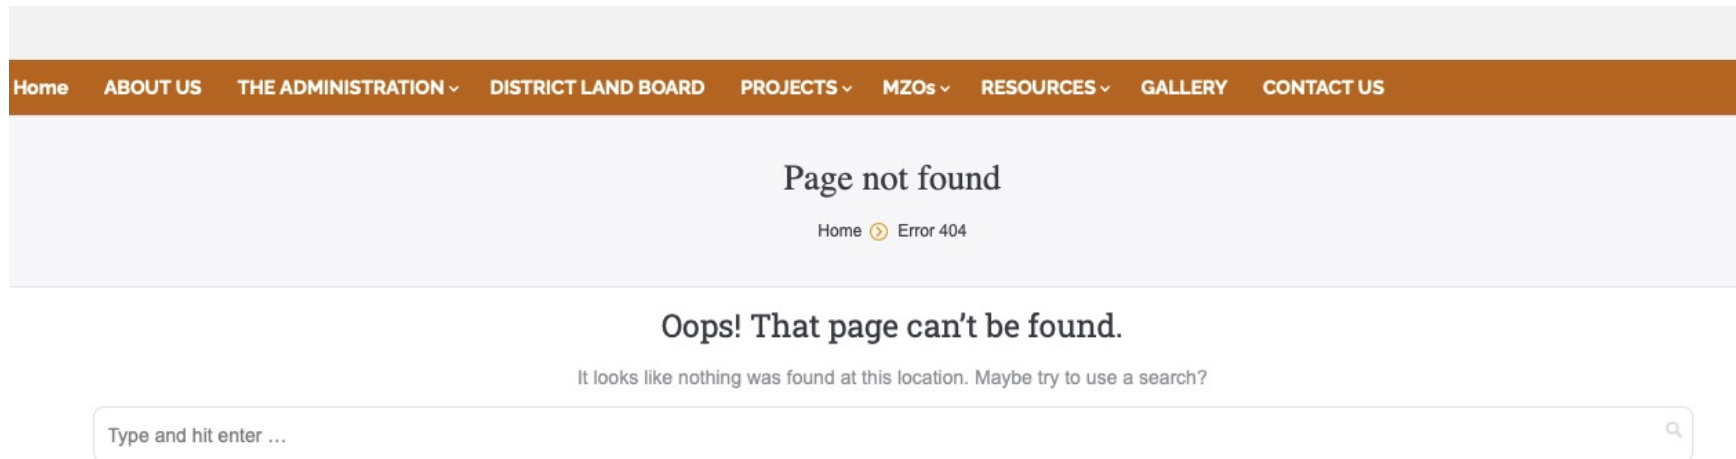 Home ABOUT US THE ADMINISTRATION DISTRICT LAND BOARD PROJECTS MZOs RESOURCES GALLERY CONTACT US
Page not found
Home Error 404
Oops! That page can’t be found.
It looks like nothing was found at this location. Maybe try to use a search?
Type and hit enter …